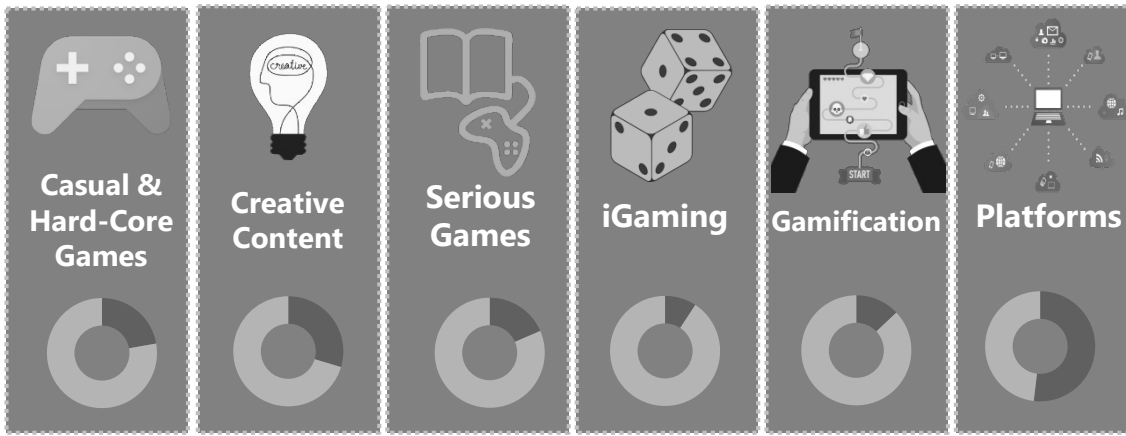 Casual &
Hard-Core
Games
creative
Creative
Content
Serious
Games
iGaming
START
Gamification
Platforms